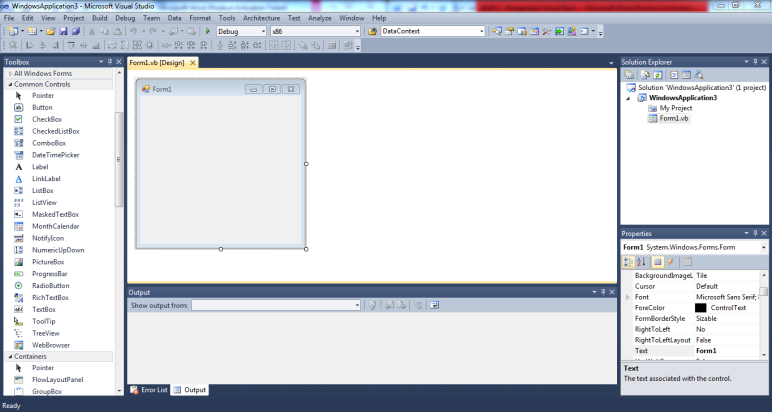 WindowsApplication3 - Microsoft Visual Studio
File Edit View Project Build Debug Team Data Format Tools Architecture Test Analyze Window Help
Debug x86 DataContext
Toolbox
All Windows Forms
Common Controls
Pointer
Button
CheckBox
CheckedListBox
ComboBox
DateTimePicker
Label
LinkLabel
ListBox
ListView
MaskedTextBox
MonthCalendar
NotifyIcon
NumericUpDown
PictureBox
ProgressBar
RadioButton
RichTextBox
TextBox
ToolTip
TreeView
WebBrowser
Containers
Pointer
FlowLayoutPanel
GroupBox
Form1.vb [Design]
Form1
Output
Show output from:
Error List Output
Solution Explorer
Solution 'WindowsApplication3' (1 project)
WindowsApplication3
My Project
Form1.vb
Properties
Form1 System.Windows.Forms.Form
BackgroundImageL Tile
Cursor Default
Font Microsoft Sans Serif;
ForeColor ControlText
FormBorderStyle Sizable
RightToLeft No
RightToLeftLayout False
Text Form1
Text
The text associated with the control.
Ready